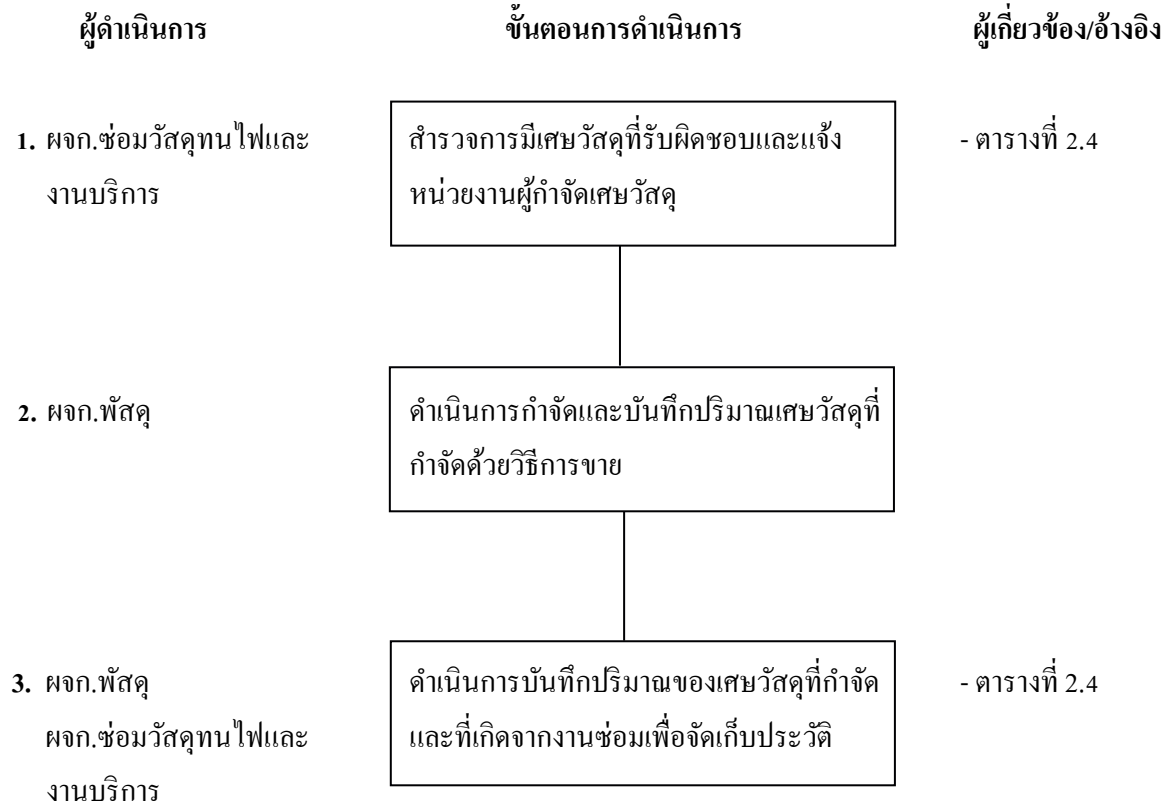 ผู้ดำเนินการ ขั้นตอนการดำเนินการ ผู้เกี่ยวข้อง/อ้างอิง
1. ผจก.ซ่อมวัสดุทนไฟและ สำรวจการมีเศษวัสดุที่รับผิดชอบและแจ้ง - ตารางที่ 2.4
งานบริการ หน่วยงานผู้กำจัดเศษวัสดุ
2. ผจก.พัสดุ ดำเนินการกำจัดและบันทึกปริมาณเศษวัสดุที่
กำจัดด้วยวิธีการขาย
3. ผจก.พัสดุ ดำเนินการบันทึกปริมาณของเศษวัสดุที่กำจัด - ตารางที่ 2.4
ผจก.ซ่อมวัสดุทนไฟและ และที่เกิดจากงานซ่อมเพื่อจัดเก็บประวัติ
งานบริการ